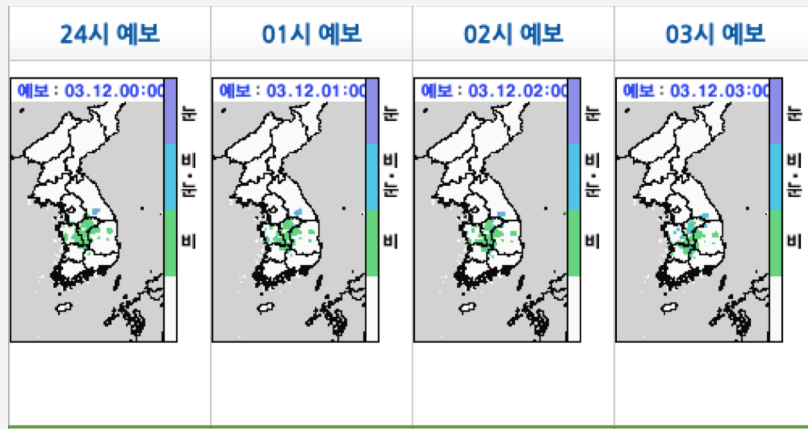 24시 예보
01시 예보
02시 예보
03시 예보
예보 : 03.12.00:00
눈
비·눈
비
예보 : 03.12.01:00
눈
비·눈
비
예보 : 03.12.02:00
눈
비·눈
비
예보 : 03.12.03:00
눈
비·눈
비